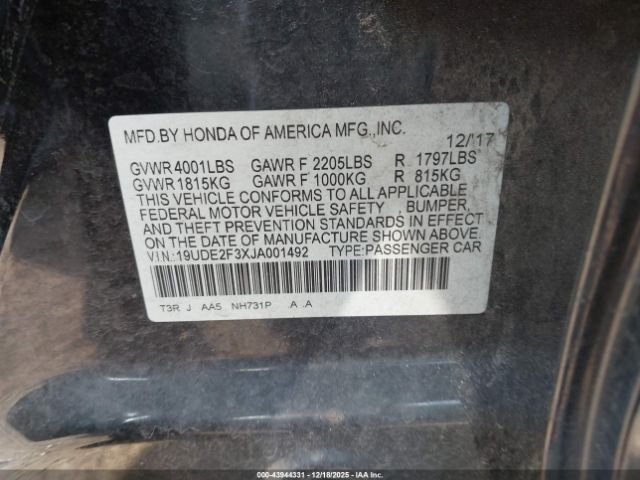 MFD.BY HONDA OF AMERICA MFG.,INC. 12/17
GVWR 4001LBS GAWR F 2205LBS R 1797LBS
GVWR 1815KG GAWR F 1000KG R 815KG
THIS VEHICLE CONFORMS TO ALL APPLICABLE
FEDERAL MOTOR VEHICLE SAFETY, BUMPER,
AND THEFT PREVENTION STANDARDS IN EFFECT
ON THE DATE OF MANUFACTURE SHOWN ABOVE.
V.I.N.:19UDE2F3XJA001492 TYPE:PASSENGER CAR
T3R J AA5 NH731P .A .A
000-43944331 - 12/18/2025 - IAA Inc.